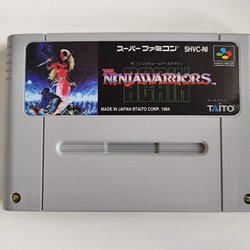 スーパーファミコン SHVC-NI
ザ ニンジャウォーリアーズアゲイン
THE NINJAWARRIORS
AGAIN
MADE IN JAPAN ©TAITO CORP. 1994
TAITO